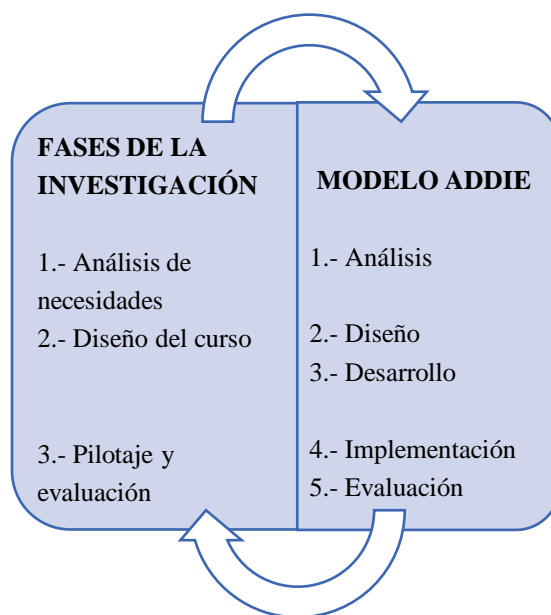 FASES DE LA
INVESTIGACIÓN
1.- Análisis de
necesidades
2.- Diseño del curso
3.- Pilotaje y
evaluación
MODELO ADDIE
1.- Análisis
2.- Diseño
3.- Desarrollo
4.- Implementación
5.- Evaluación